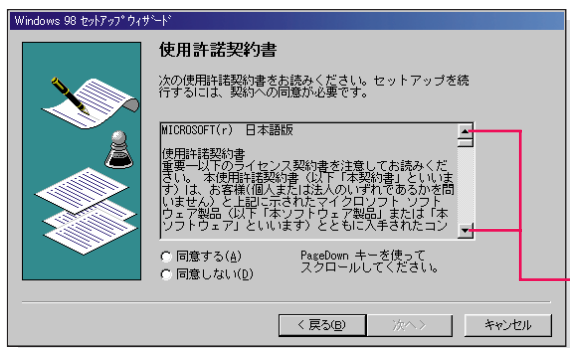 Windows 98 セットアップ ウィザード
使用許諾契約書
次の使用許諾契約書をお読みください。セットアップを続
行するには、契約への同意が必要です。
MICROSOFT(r) 日本語版
使用許諾契約書
重要－以下のライセンス契約書を注意してお読みくだ
さい。 本使用許諾契約書（以下「本契約書」といいま
す）は、お客様(個人または法人のいずれであるかを問
いません）と上記に示されたマイクロソフト ソフト
ウェア製品（以下「本ソフトウェア製品」または「本
ソフトウェア」といいます）とともに入手されたコン
同意する(A)
同意しない(D)
PageDown キーを使って
スクロールしてください。
< 戻る(B)
次へ >
キャンセル